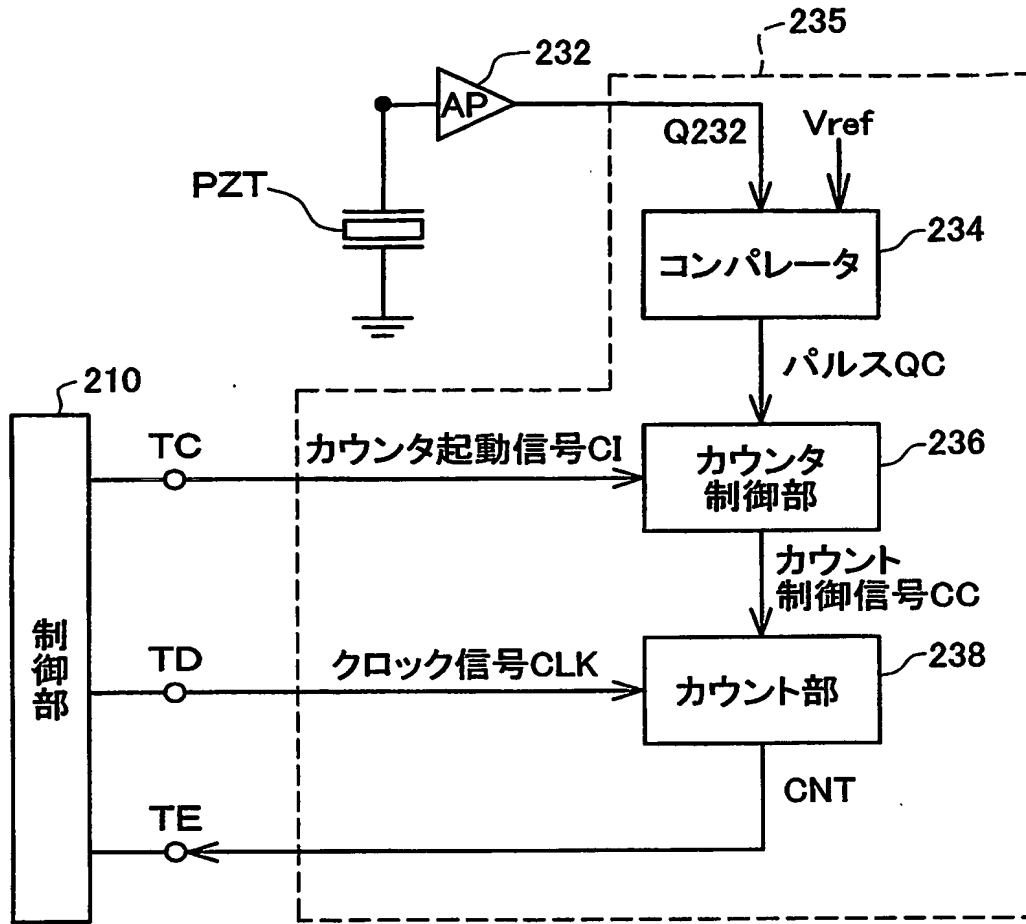 235
232
AP
Q232
Vref
PZT
234
コンパレータ
パルスQC
210
TC
カウンタ起動信号CI
カウンタ
制御部
236
カウント
制御信号CC
制御部
TD
クロック信号CLK
カウント部
238
CNT
TE